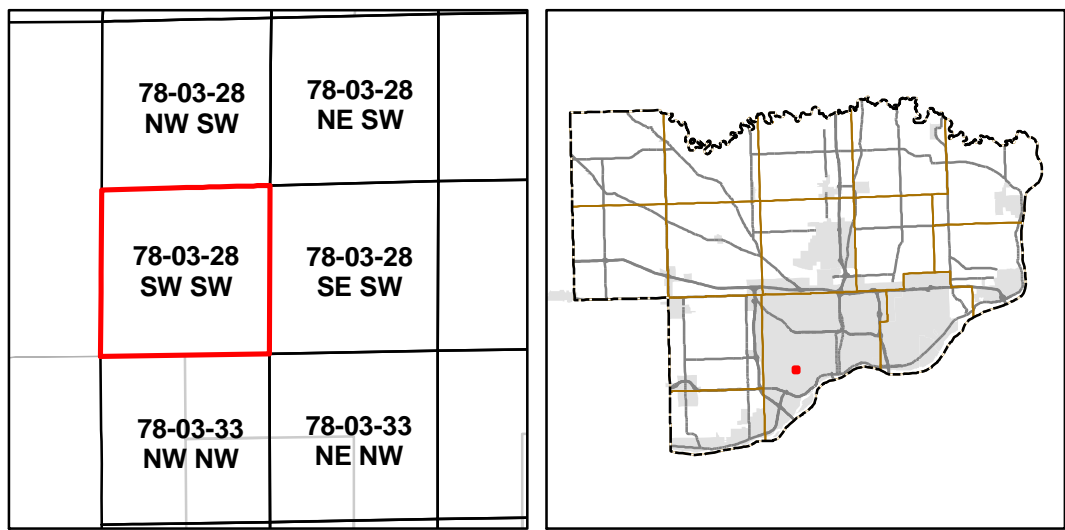 78-03-28
NW SW
78-03-28
NE SW
78-03-28
SW SW
78-03-28
SE SW
78-03-33
NW NW
78-03-33
NE NW